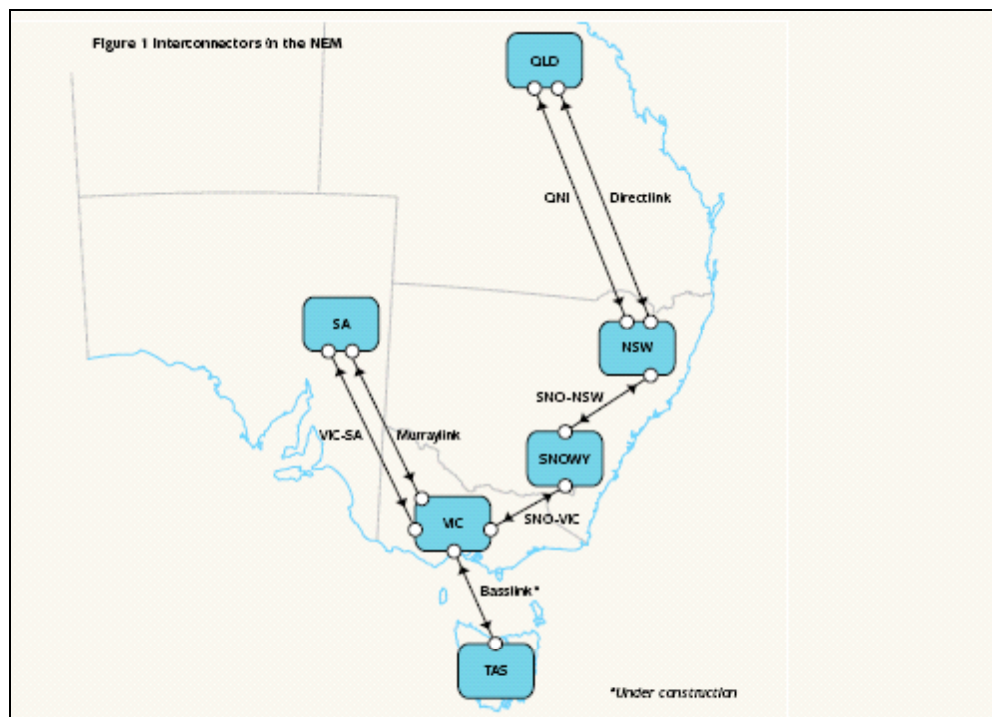 Figure 1 Interconnectors in the NEM
QLD
QNI
Directlink
SA
NSW
SNO-NSW
VIC-SA
Murraylink
SNOWY
VIC
SNO-VIC
Basslink*
TAS
*Under construction